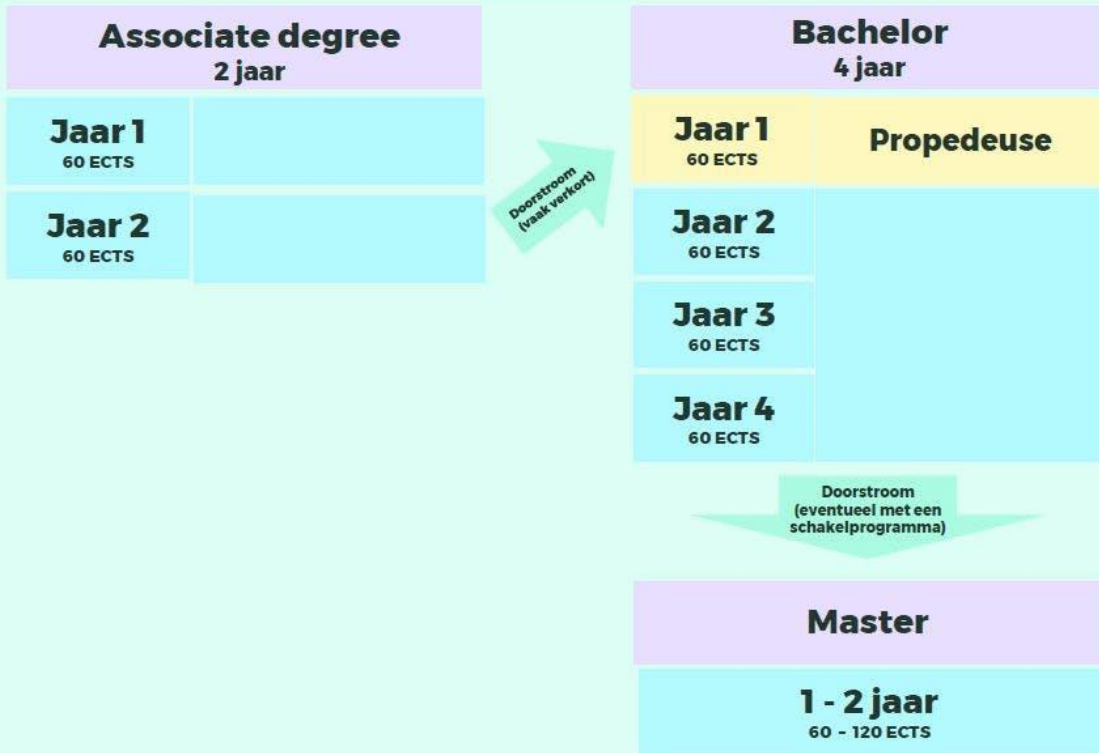 Associate degree
2 jaar
Jaar 1
60 ECTS
Jaar 2
60 ECTS
Doorstroom
(vaak verkort)
Bachelor
4 jaar
Jaar 1
60 ECTS
Propedeuse
Jaar 2
60 ECTS
Jaar 3
60 ECTS
Jaar 4
60 ECTS
Doorstroom
(eventueel met een
schakelprogramma)
Master
1 - 2 jaar
60 - 120 ECTS